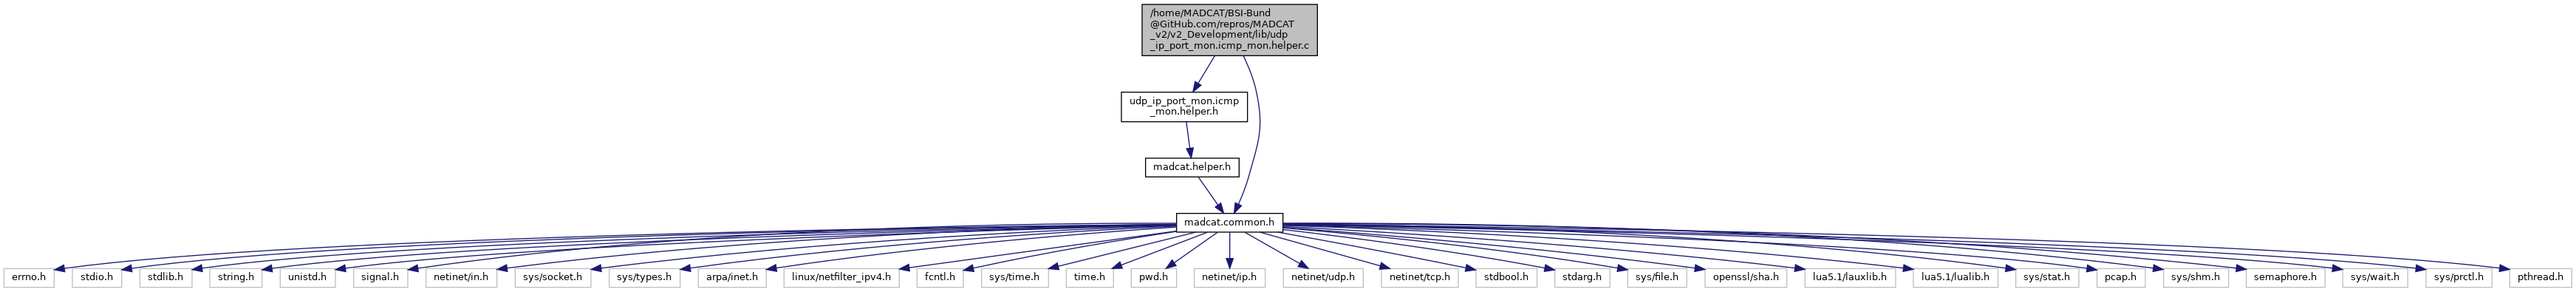 /home/MADCAT/BSI-Bund
@GitHub.com/repros/MADCAT
_v2/v2_Development/lib/udp
_ip_port_mon.icmp_mon.helper.c
udp_ip_port_mon.icmp
_mon.helper.h
madcat.helper.h
madcat.common.h
errno.h
stdio.h
stdlib.h
string.h
unistd.h
signal.h
netinet/in.h
sys/socket.h
sys/types.h
arpa/inet.h
linux/netfilter_ipv4.h
fcntl.h
sys/time.h
time.h
pwd.h
netinet/ip.h
netinet/udp.h
netinet/tcp.h
stdbool.h
stdarg.h
sys/file.h
openssl/sha.h
lua5.1/lauxlib.h
lua5.1/lualib.h
sys/stat.h
pcap.h
sys/shm.h
semaphore.h
sys/wait.h
sys/prctl.h
pthread.h